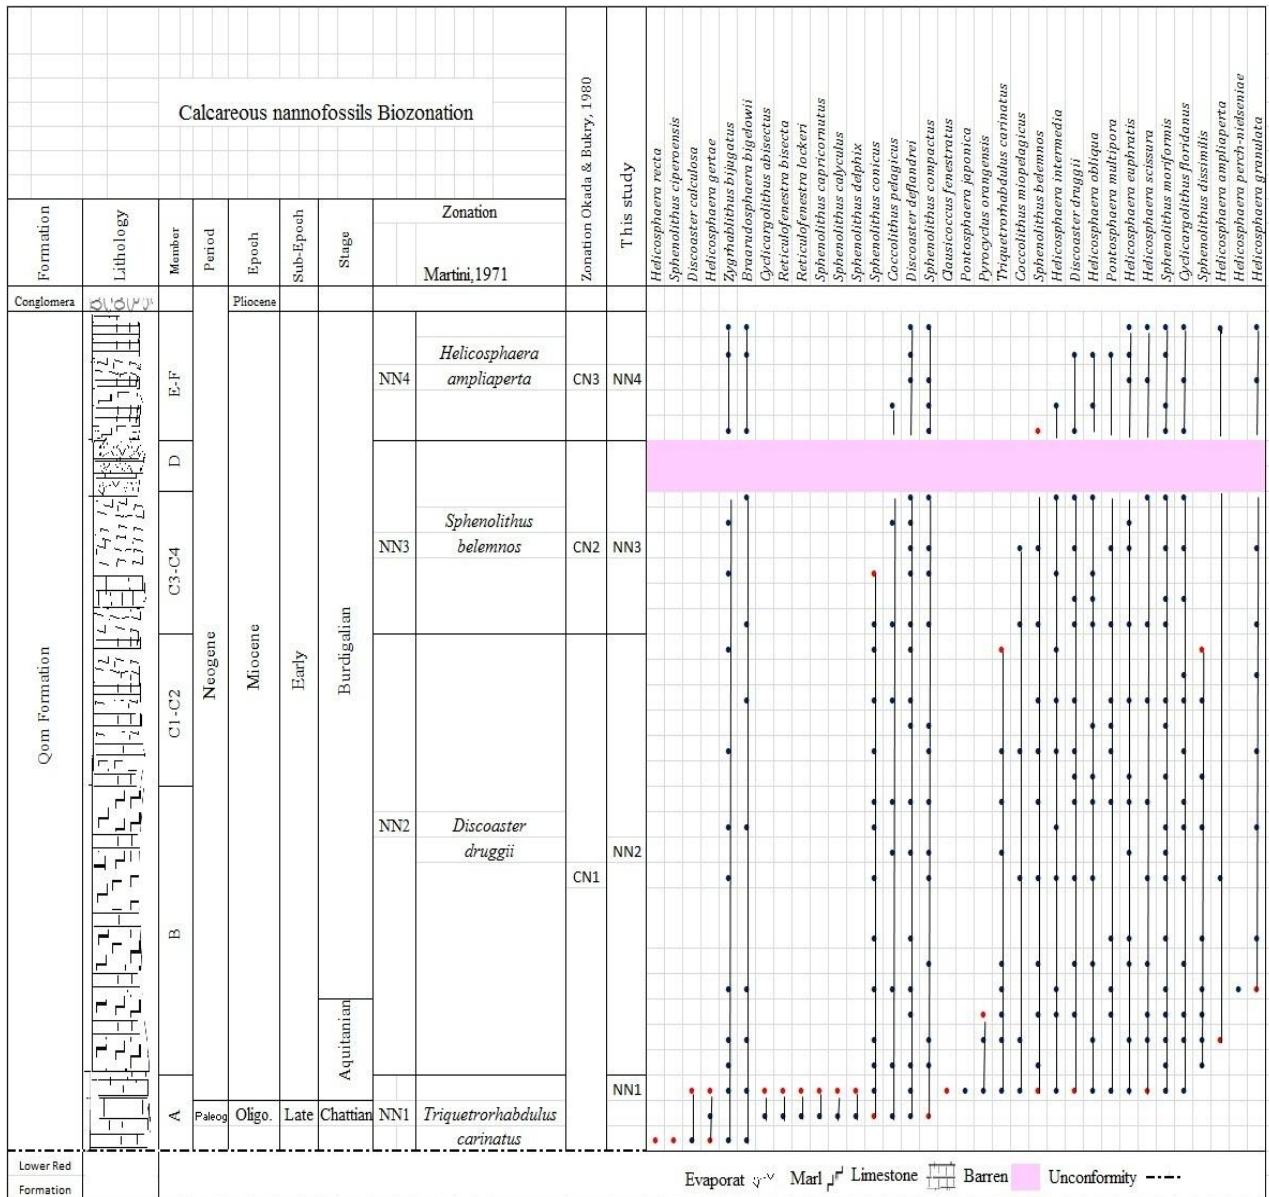 Calcareous nannofossils Biozonation
Formation
Lithology
Member
Period
Epoch
Sub-Epoch
Stage
Zonation
Martini,1971
Zonation Okada & Bukry, 1980
This study
Helicosphaera recta
Sphenolithus ciperoensis
Discoaster calculosa
Helicosphaera gertae
Zygrhablithus bijugatus
Braarudosphaera bigelowii
Cyclicargolithus abisectus
Reticulofenestra bisecta
Reticulofenestra lockeri
Sphenolithus capricornutus
Sphenolithus calyculus
Sphenolithus delphix
Sphenolithus conicus
Coccolithus pelagicus
Discoaster deflandrei
Sphenolithus compactus
Clausicoccus fenestratus
Pontosphaera japonica
Pyrocyclus orangensis
Triquetrorhabdulus carinatus
Coccolithus miopelagicus
Sphenolithus belemnos
Helicosphaera intermedia
Discoaster druggii
Helicosphaera obliqua
Pontosphaera multipora
Helicosphaera euphratis
Helicosphaera scissura
Sphenolithus moriformis
Cyclicargolithus floridanus
Sphenolithus dissimilis
Helicosphaera ampliaperta
Helicosphaera perch-nielseniae
Helicosphaera granulata
Conglomera
Pliocene
Qom Formation
E-F
D
C3-C4
C1-C2
B
A
Neogene
Paleog
Miocene
Oligo.
Early
Late
Burdigalian
Aquitanian
Chattian
NN4
Helicosphaera
ampliaperta
CN3
NN4
NN3
Sphenolithus
belemnos
CN2
NN3
NN2
Discoaster
druggii
CN1
NN2
NN1
NN1
Triquetrorhabdulus
carinatus
Lower Red
Formation
Evaporat
Marl
Limestone
Barren
Unconformity